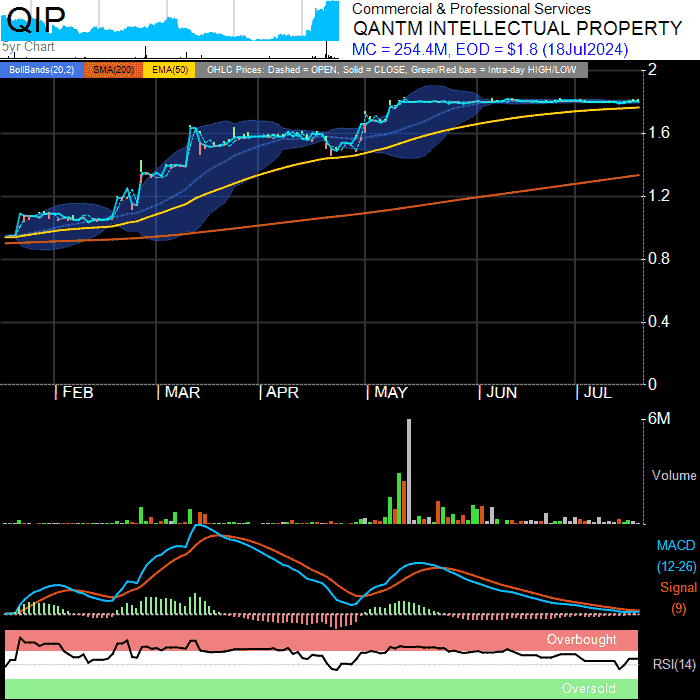 QIP
5yr Chart
Commercial & Professional Services
QANTM INTELLECTUAL PROPERTY
MC = 254.4M, EOD = $1.8 (18Jul2024)
BollBands(20,2) SMA(200) EMA(50) OHLC Prices: Dashed = OPEN, Solid = CLOSE, Green/Red bars = Intra-day HIGH/LOW
2
1.6
1.2
0.8
0.4
0
| FEB | MAR | APR | MAY | JUN | JUL
6M
Volume
MACD
(12-26)
Signal
(9)
Overbought
RSI(14)
Oversold